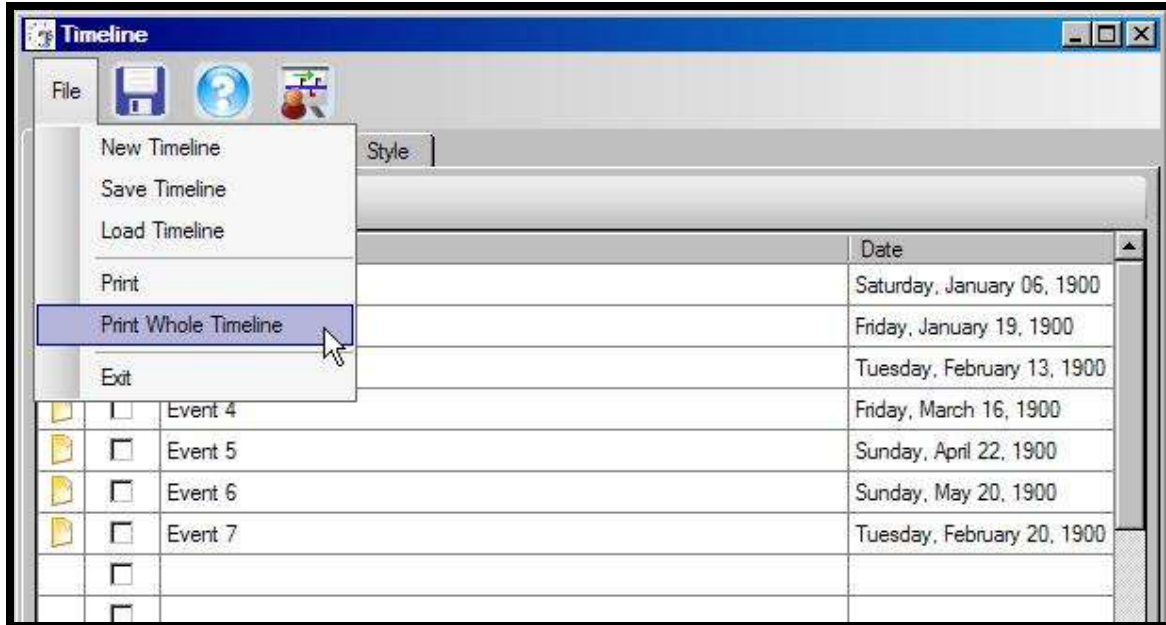 Timeline
File
New Timeline
Style
Save Timeline
Load Timeline
Date
Print
Saturday, January 06, 1900
Print Whole Timeline
Friday, January 19, 1900
Exit
Tuesday, February 13, 1900
Event 4 Friday, March 16, 1900
Event 5 Sunday, April 22, 1900
Event 6 Sunday, May 20, 1900
Event 7 Tuesday, February 20, 1900